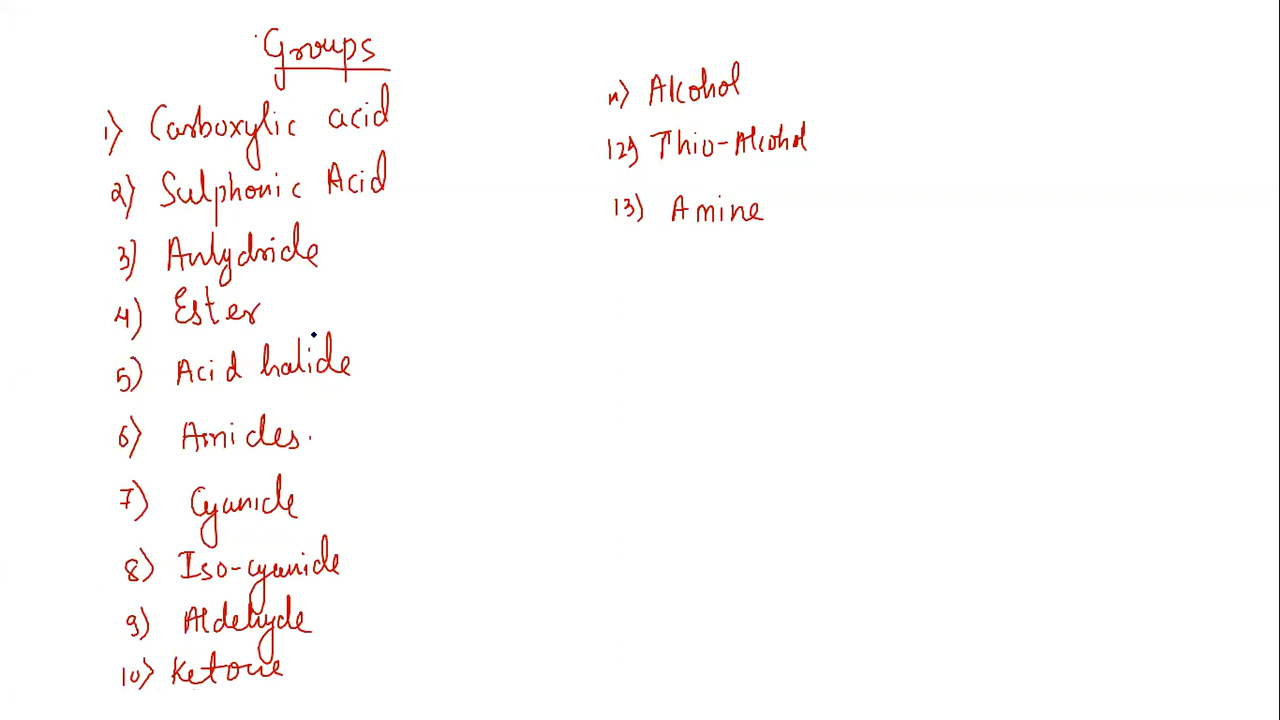 Groups
1) Carboxylic acid
2) Sulphonic Acid
3) Anhydride
4) Ester
5) Acid halide
6) Amides.
7) Cyanide
8) Iso-cyanide
9) Aldehyde
10) Ketone
11) Alcohol
12) Thio-Alcohol
13) Amine